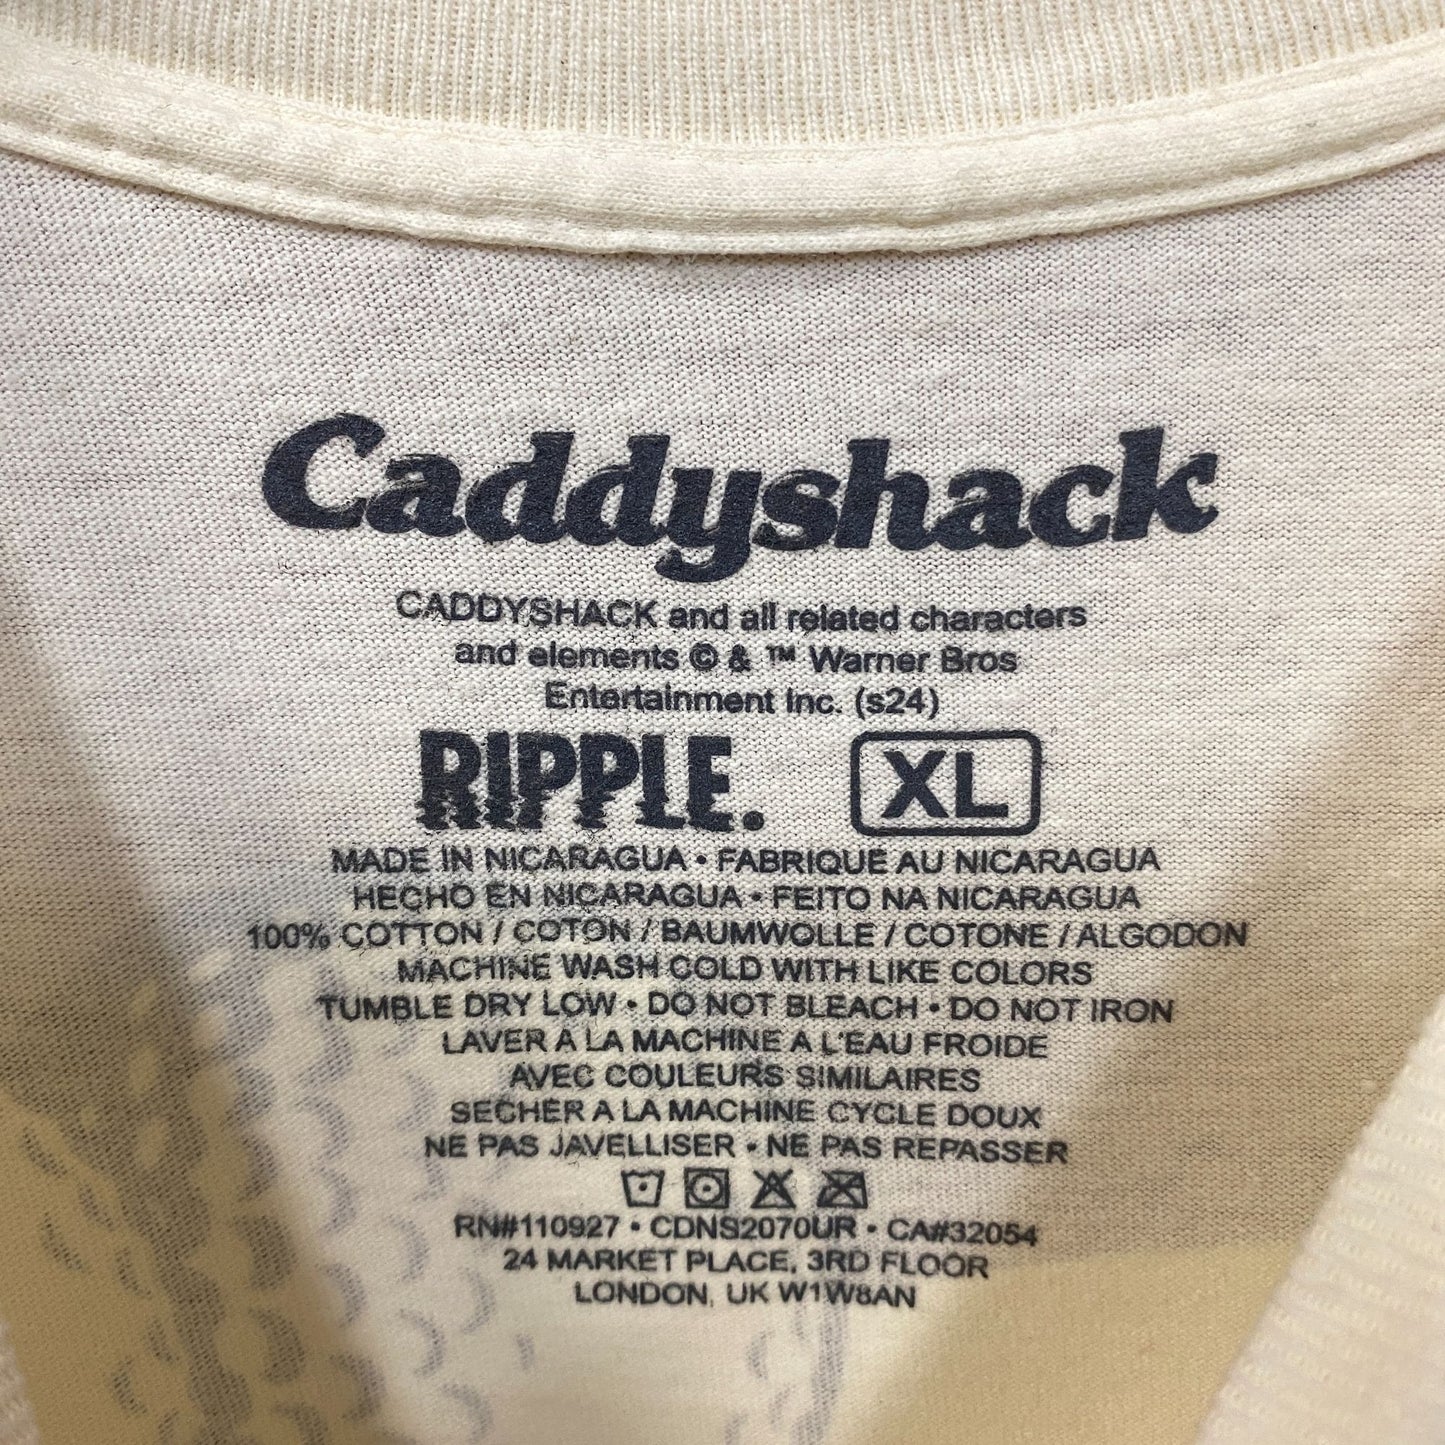 Caddyshack
CADDYSHACK and all related characters
and elements © & ™ Warner Bros
Entertainment Inc. (s24)
RIPPLE. XL
MADE IN NICARAGUA • FABRIQUE AU NICARAGUA
HECHO EN NICARAGUA • FEITO NA NICARAGUA
100% COTTON / COTON / BAUMWOLLE / COTONE / ALGODON
MACHINE WASH COLD WITH LIKE COLORS
TUMBLE DRY LOW • DO NOT BLEACH • DO NOT IRON
LAVER A LA MACHINE A L'EAU FROIDE
AVEC COULEURS SIMILAIRES
SECHER A LA MACHINE CYCLE DOUX
NE PAS JAVELLISER • NE PAS REPASSER
RN#110927 • CDNS2070UR • CA#32054
24 MARKET PLACE, 3RD FLOOR
LONDON, UK W1W8AN